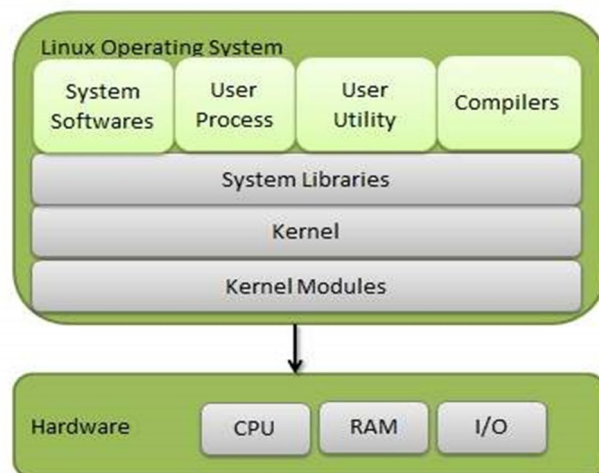 Linux Operating System
System
Softwares
User
Process
User
Utility
Compilers
System Libraries
Kernel
Kernel Modules
Hardware
CPU
RAM
I/O